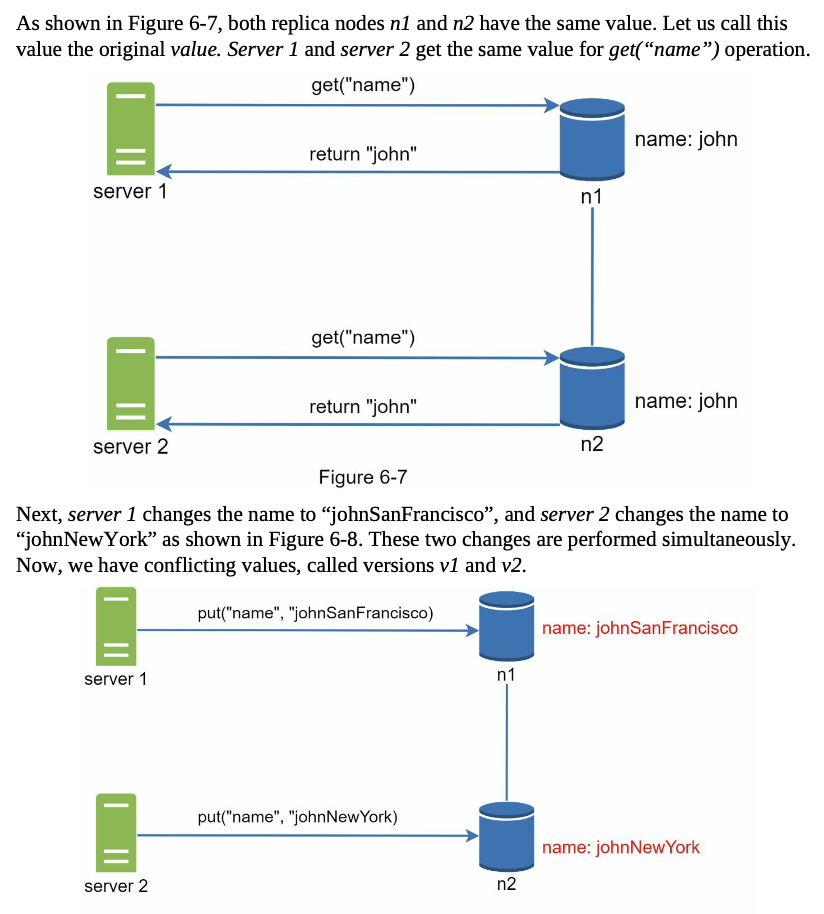 As shown in Figure 6-7, both replica nodes n1 and n2 have the same value. Let us call this
value the original value. Server 1 and server 2 get the same value for get(“name”) operation.
get("name")
name: john
return "john"
server 1
n1
get("name")
name: john
return "john"
server 2
n2
Figure 6-7
Next, server 1 changes the name to “johnSanFrancisco”, and server 2 changes the name to
“johnNewYork” as shown in Figure 6-8. These two changes are performed simultaneously.
Now, we have conflicting values, called versions v1 and v2.
put("name", "johnSanFrancisco)
name: johnSanFrancisco
server 1
n1
put("name", "johnNewYork)
name: johnNewYork
server 2
n2